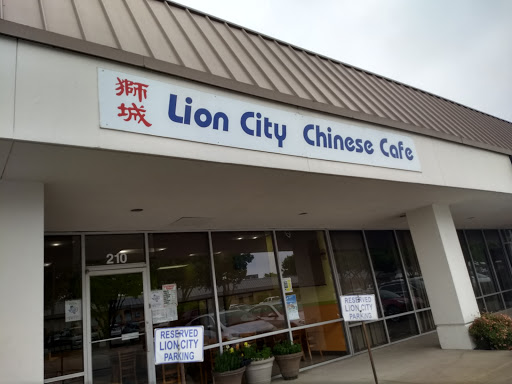 獅城
Lion City Chinese Cafe
210
RESERVED
LION CITY
PARKING
RESERVED
LION-CITY
PARKING